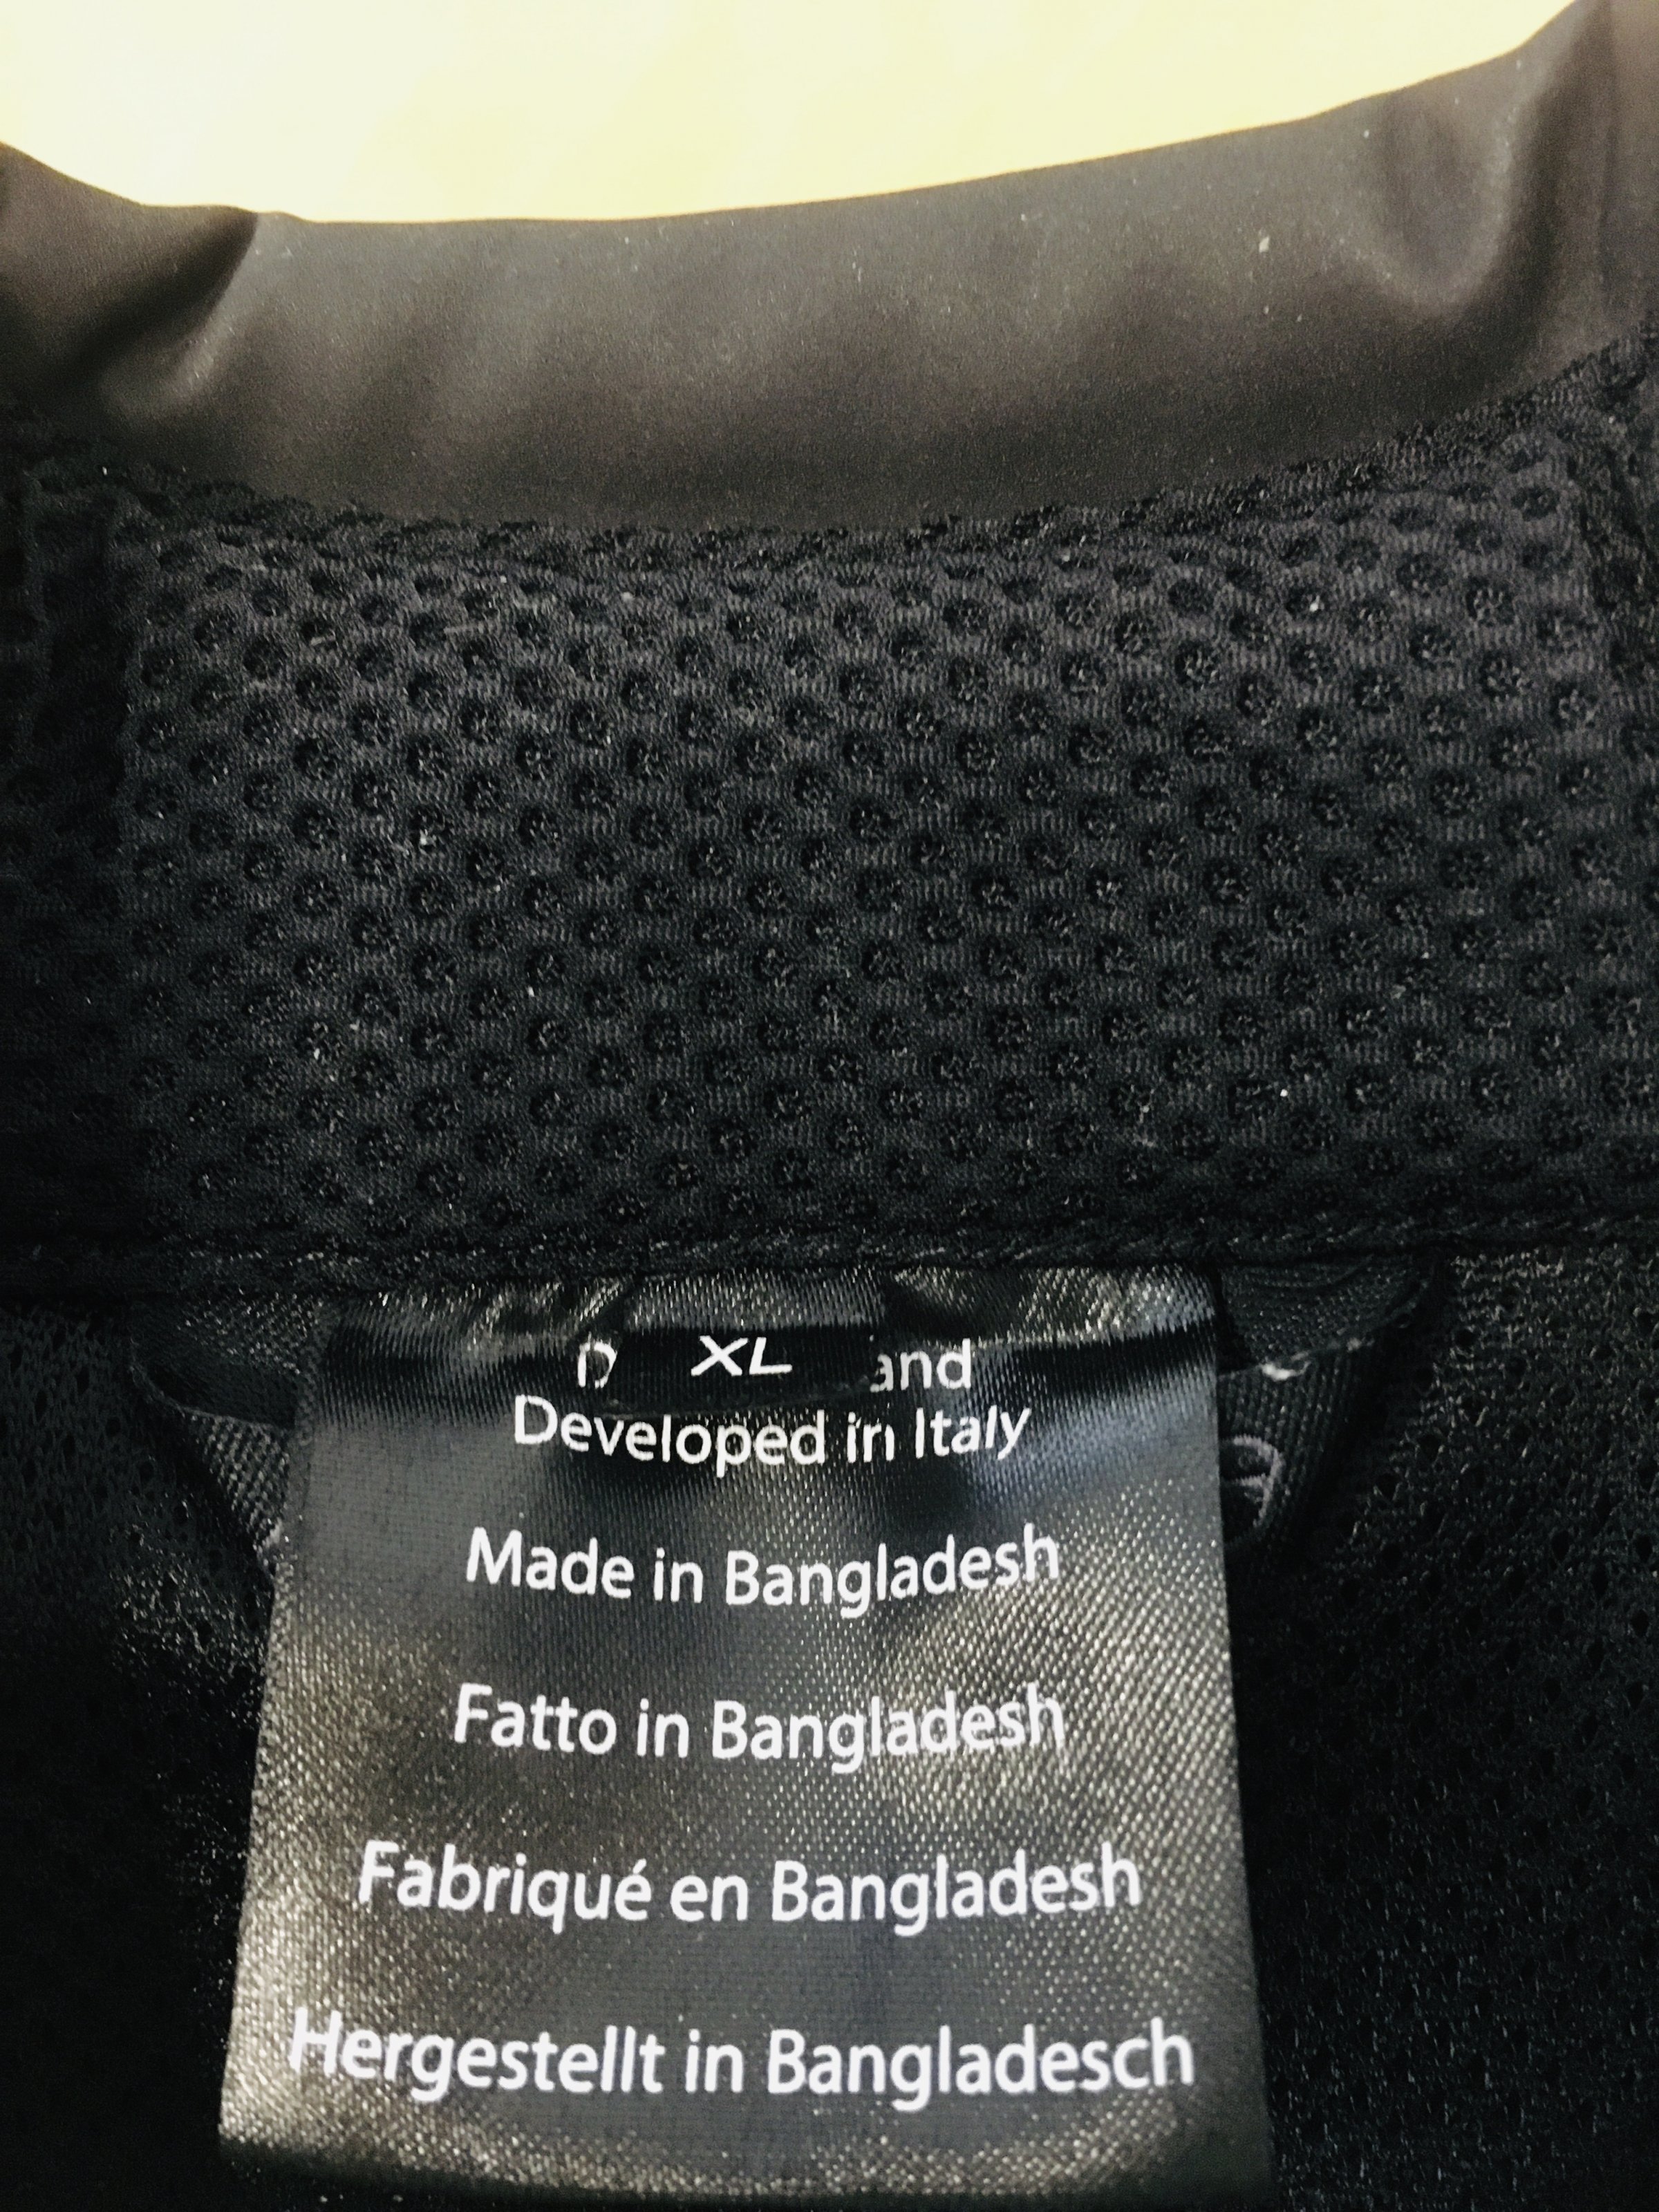 XL
and
Developed in Italy
Made in Bangladesh
Fatto in Bangladesh
Fabriqué en Bangladesh
Hergestellt in Bangladesch